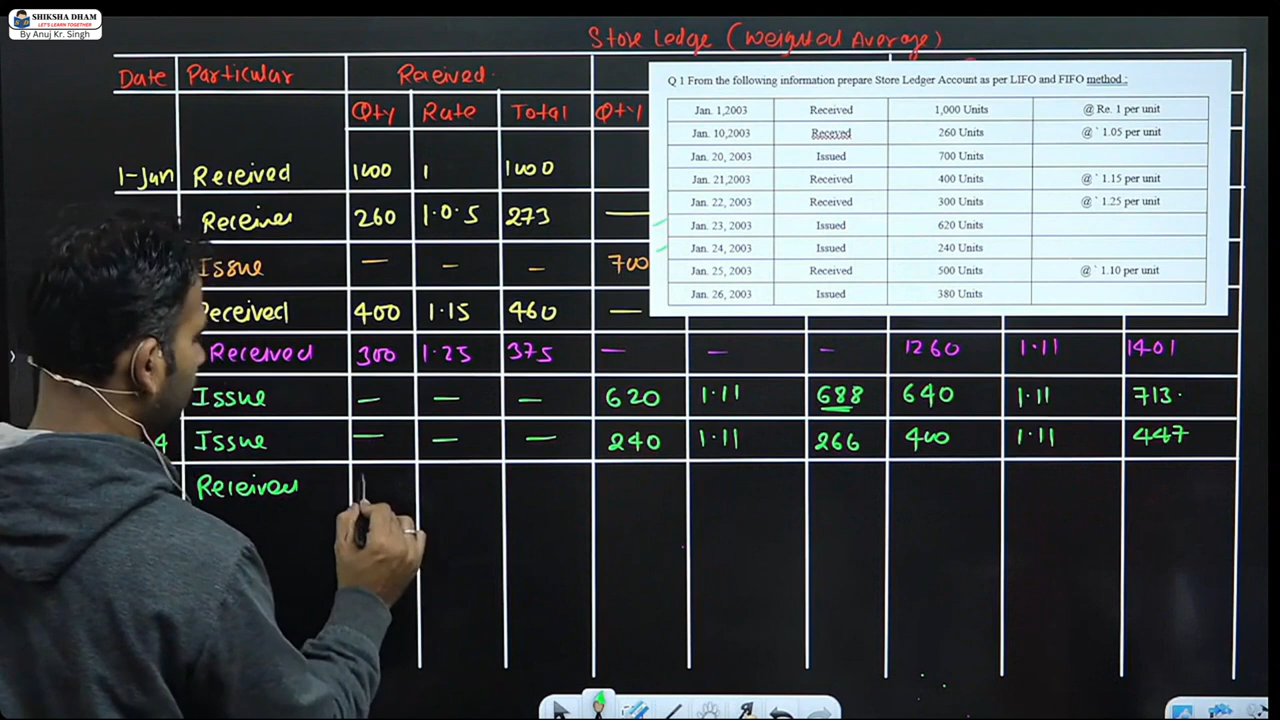 SHIKSHA DHAM
LET'S LEARN TOGETHER
By Anuj Kr. Singh
Store Ledge (Weighted Average)
Date Particular Received
Qty Rate Total Qty
1-Jan Received 1000 1 1000
Received 260 1.0.5 273 —
Issue — — — 700
Received 400 1.15 460 —
Received 300 1.25 375 — — — 1260 1.11 1401
Issue — — — 620 1.11 688 640 1.11 713.
4 Issue — — — 240 1.11 266 400 1.11 447
Received
Q 1 From the following information prepare Store Ledger Account as per LIFO and FIFO method :
Jan. 1,2003 Received 1,000 Units @ Re. 1 per unit
Jan. 10,2003 Receved 260 Units @ ` 1.05 per unit
Jan. 20, 2003 Issued 700 Units
Jan. 21,2003 Received 400 Units @ ` 1.15 per unit
Jan. 22, 2003 Received 300 Units @ ` 1.25 per unit
Jan. 23, 2003 Issued 620 Units
Jan. 24, 2003 Issued 240 Units
Jan. 25, 2003 Received 500 Units @ ` 1.10 per unit
Jan. 26, 2003 Issued 380 Units